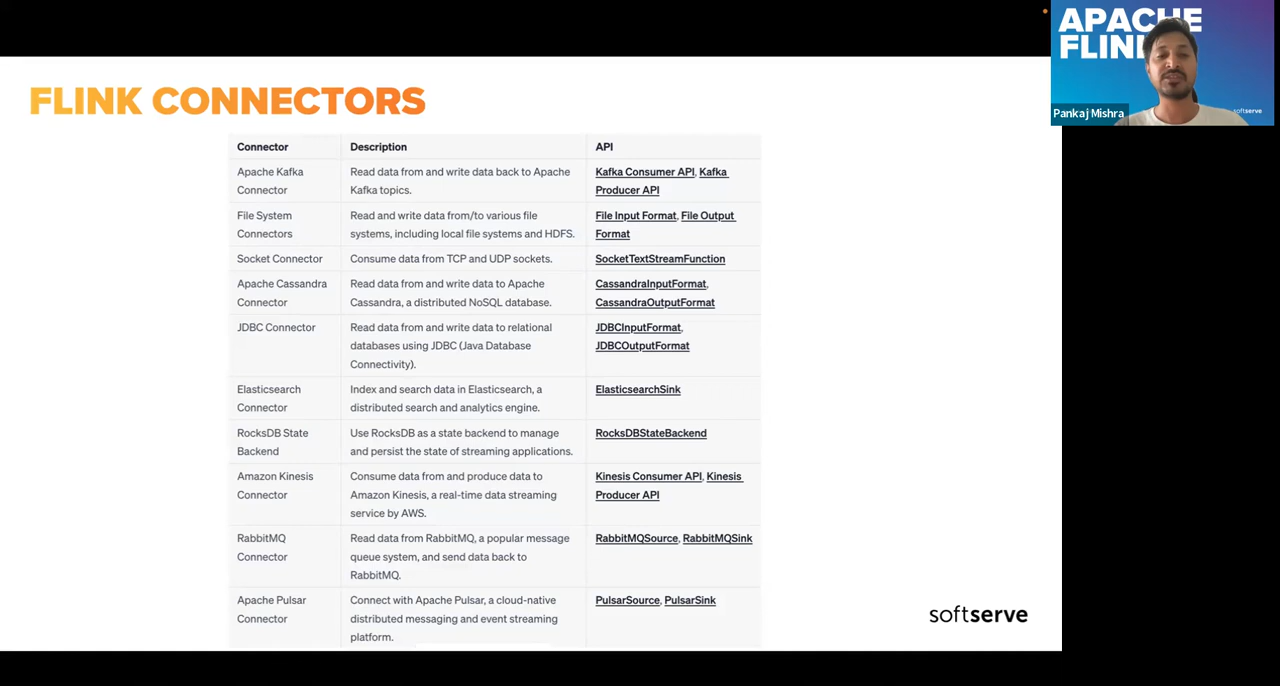 APACHE
FLINK
softserve
Pankaj Mishra
FLINK CONNECTORS
Connector Description API
Apache Kafka Connector
Read data from and write data back to Apache
Kafka topics.
Kafka Consumer API, Kafka
Producer API
File System
Connectors
Read and write data from/to various file
systems, including local file systems and HDFS.
File Input Format, File Output
Format
Socket Connector
Consume data from TCP and UDP sockets.
SocketTextStreamFunction
Apache Cassandra
Connector
Read data from and write data to Apache
Cassandra, a distributed NoSQL database.
CassandraInputFormat,
CassandraOutputFormat
JDBC Connector
Read data from and write data to relational
databases using JDBC (Java Database
Connectivity).
JDBCInputFormat,
JDBCOutputFormat
Elasticsearch
Connector
Index and search data in Elasticsearch, a
distributed search and analytics engine.
ElasticsearchSink
RocksDB State
Backend
Use RocksDB as a state backend to manage
and persist the state of streaming applications.
RocksDBStateBackend
Amazon Kinesis
Connector
Consume data from and produce data to
Amazon Kinesis, a real-time data streaming
service by AWS.
Kinesis Consumer API, Kinesis
Producer API
RabbitMQ
Connector
Read data from RabbitMQ, a popular message
queue system, and send data back to
RabbitMQ.
RabbitMQSource, RabbitMQSink
Apache Pulsar
Connector
Connect with Apache Pulsar, a cloud-native
distributed messaging and event streaming
platform.
PulsarSource, PulsarSink
softserve